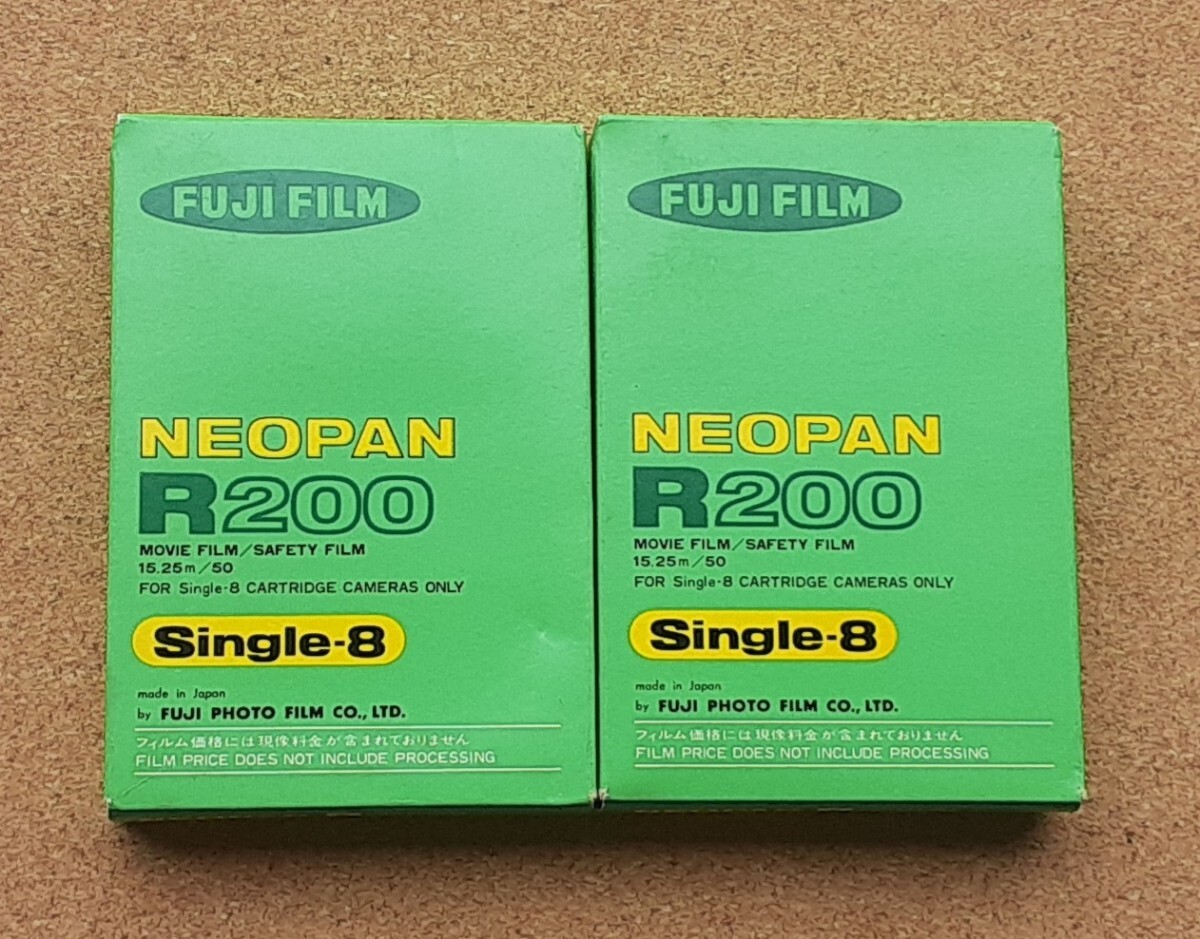 FUJI FILM
NEOPAN
R200
MOVIE FILM/SAFETY FILM
15.25m/50
FOR Single-8 CARTRIDGE CAMERAS ONLY
Single-8
made in Japan
by FUJI PHOTO FILM CO., LTD.
フィルム価格には現像料金が含まれておりません
FILM PRICE DOES NOT INCLUDE PROCESSING
FUJI FILM
NEOPAN
R200
MOVIE FILM/SAFETY FILM
15.25m/50
FOR Single-8 CARTRIDGE CAMERAS ONLY
Single-8
made in Japan
by FUJI PHOTO FILM CO., LTD.
フィルム価格には現像料金が含まれておりません
FILM PRICE DOES NOT INCLUDE PROCESSING